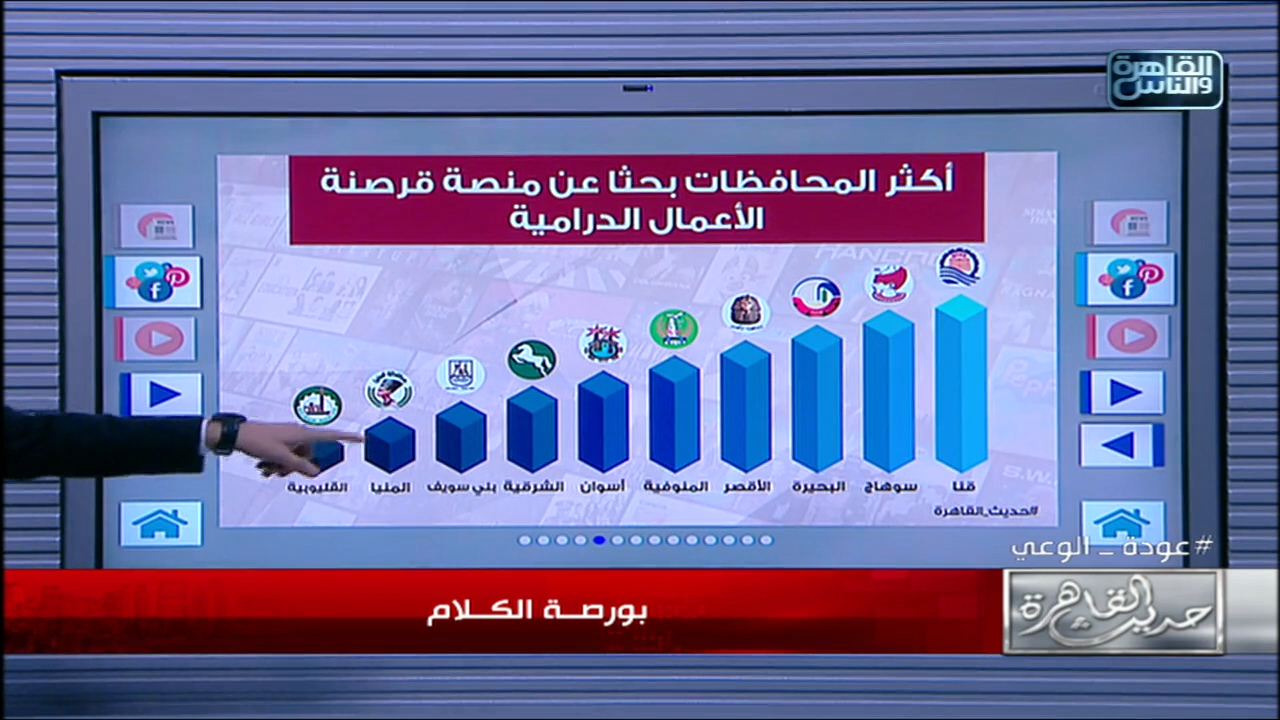 القاهرة
والناس
أكثر المحافظات بحثا عن منصة قرصنة
الأعمال الدرامية
قنا
سوهاج
البحيرة
الأقصر
المنوفية
أسوان
الشرقية
بني سويف
المنيا
القليوبية
#حديث_القاهرة
#عودة_الوعي
حديث القاهرة
بورصة الكلام